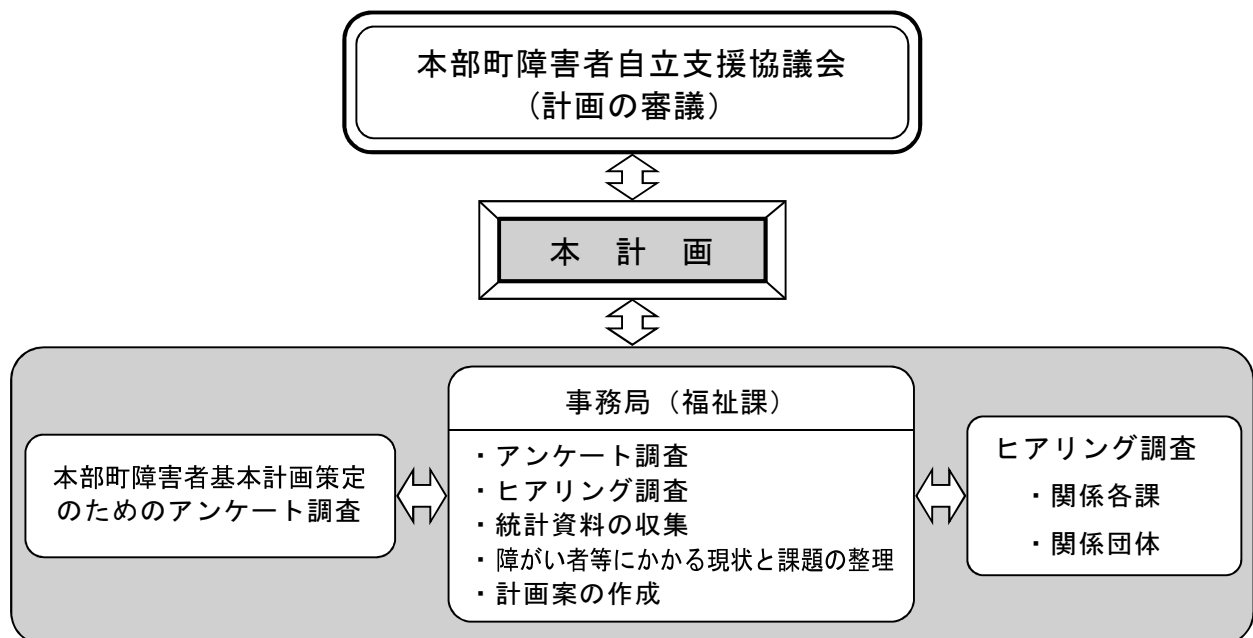 本部町障害者自立支援協議会
（計画の審議）
本 計 画
事務局（福祉課）
・アンケート調査
・ヒアリング調査
・統計資料の収集
・障がい者等にかかる現状と課題の整理
・計画案の作成
本部町障害者基本計画策定
のためのアンケート調査
ヒアリング調査
・関係各課
・関係団体